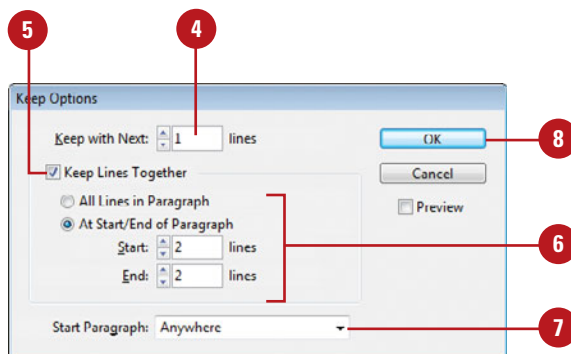 5 4
Keep Options
Keep with Next: 1 lines OK 8
Keep Lines Together Cancel
All Lines in Paragraph Preview
At Start/End of Paragraph
Start: 2 lines 6
End: 2 lines
Start Paragraph: Anywhere 7